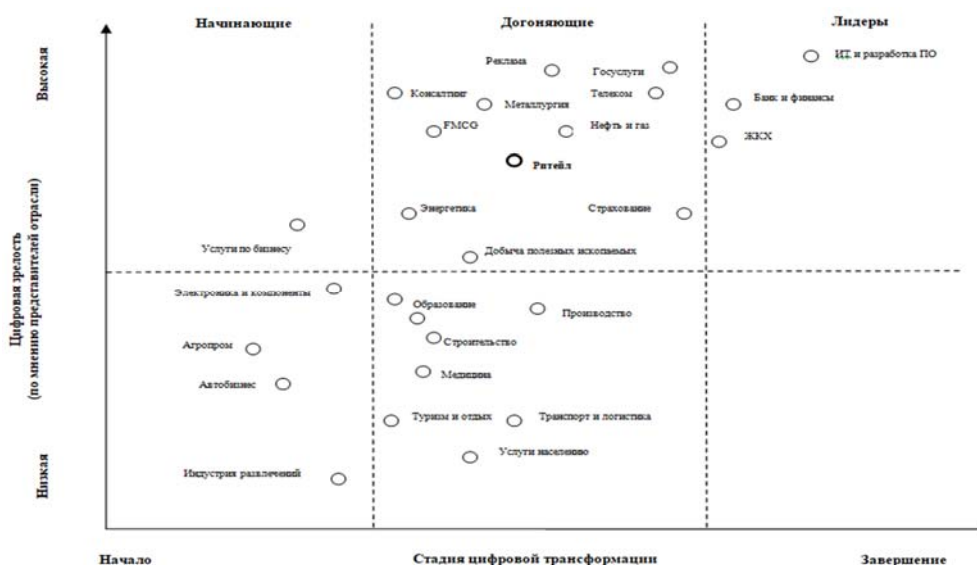 Начинающие
Догоняющие
Лидеры
Высокая
Цифровая зрелость
(по мнению представителей отрасли)
Низкая
ИТ и разработка ПО
Реклама
Госуслуги
Консалтинг
Металлургия
Телеком
Банк и финансы
FMCG
Нефть и газ
ЖКХ
Ритейл
Энергетика
Страхование
Услуги по бизнесу
Добыча полезных ископаемых
Электроника и компоненты
Образование
Производство
Строительство
Агропром
Автобизнес
Медицина
Туризм и отдых
Транспорт и логистика
Услуги населению
Индустрия развлечений
Начало
Стадия цифровой трансформации
Завершение